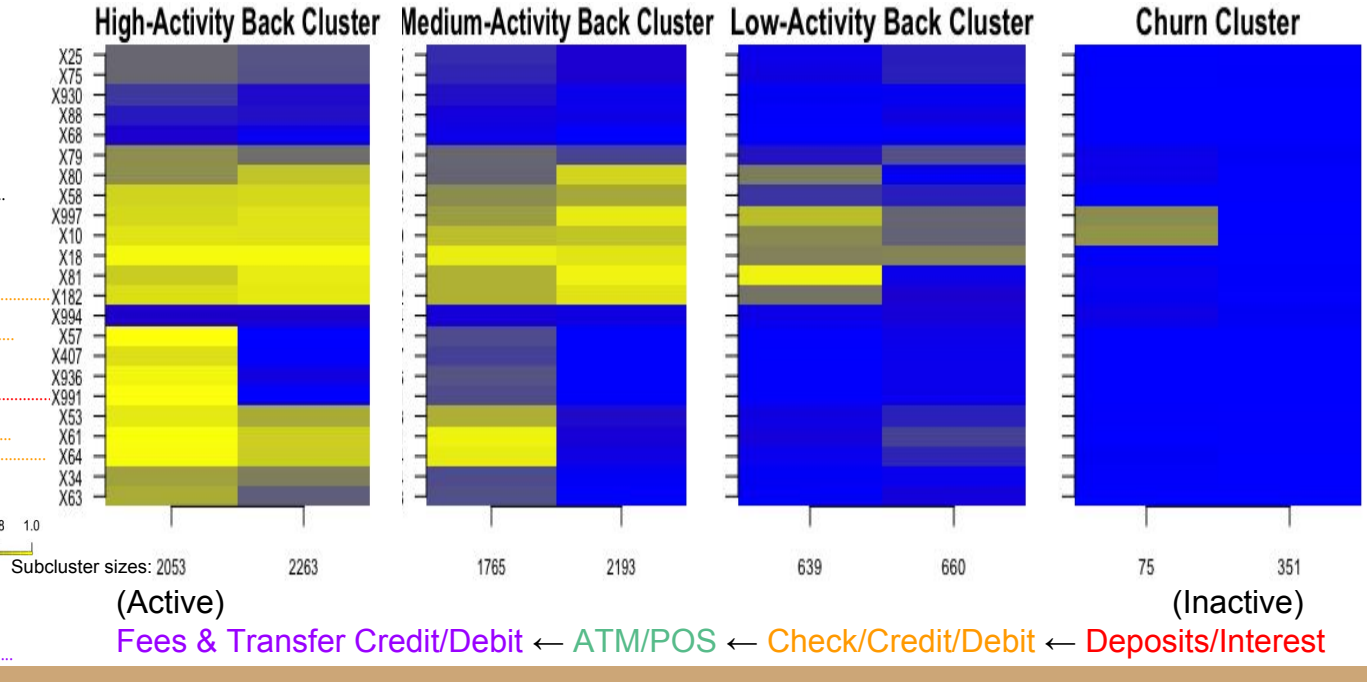 High-Activity Back Cluster
Medium-Activity Back Cluster
Low-Activity Back Cluster
Churn Cluster
X25
X75
X930
X88
X68
X79
X80
X58
X997
X10
X18
X81
X182
X994
X57
X407
X936
X991
X53
X61
X64
X34
X63
8 1.0
Subcluster sizes: 2053 2263 1765 2193 639 660 75 351
(Active) (Inactive)
Fees & Transfer Credit/Debit ← ATM/POS ← Check/Credit/Debit ← Deposits/Interest